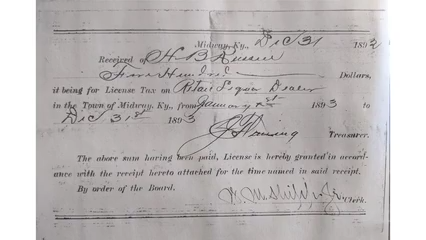 Midway, Ky., Dec 31 1892
Received of H B
Hundred Dollars,
it being for License Tax on Retail Liquor Dealer
in the Town of Midway, Ky., from January 1st 1893 to
Dec 31st 1893
Treasurer.
The above sum having been paid, License is hereby granted in accord-
ance with the receipt hereto attached for the time named in said receipt.
By order of the Board.
Clerk.